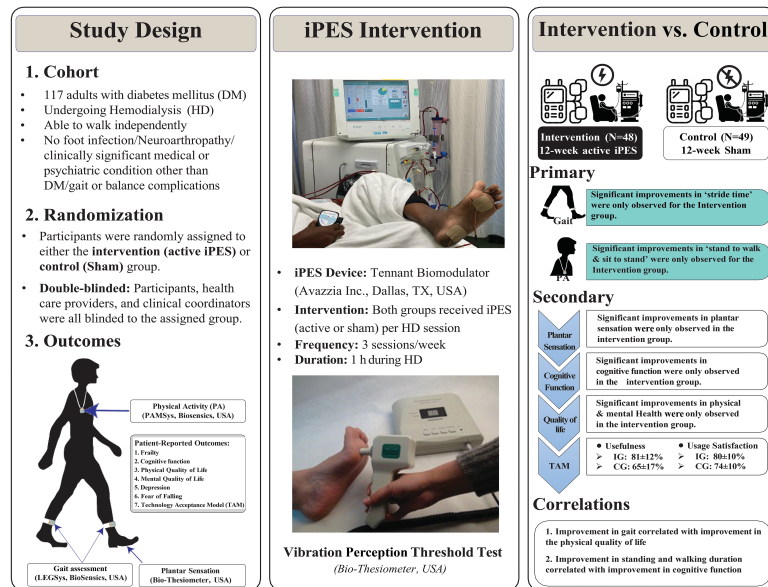 Study Design
1. Cohort
• 117 adults with diabetes mellitus (DM)
• Undergoing Hemodialysis (HD)
• Able to walk independently
• No foot infection/Neuroarthropathy/
clinically significant medical or
psychiatric condition other than
DM/gait or balance complications
2. Randomization
• Participants were randomly assigned to
either the intervention (active iPES) or
control (Sham) group.
• Double-blinded: Participants, health
care providers, and clinical coordinators
were all blinded to the assigned group.
3. Outcomes
Physical Activity (PA)
(PAMSys, Biosensics, USA)
Patient-Reported Outcomes:
1. Frailty
2. Cognitive function
3. Physical Quality of Life
4. Mental Quality of Life
5. Depression
6. Fear of Falling
7. Technology Acceptance Model (TAM)
Gait assessment
(LEGSys, BioSensics, USA)
Plantar Sensation
(Bio-Thesiometer, USA)
iPES Intervention
• iPES Device: Tennant Biomodulator
(Avazzia Inc., Dallas, TX, USA)
• Intervention: Both groups received iPES
(active or sham) per HD session
• Frequency: 3 sessions/week
• Duration: 1 h during HD
Vibration Perception Threshold Test
(Bio-Thesiometer, USA)
Intervention vs. Control
Intervention (N=48)
12-week active iPES
Control (N=49)
12-week Sham
Primary
Gait
Significant improvements in ‘stride time’
were only observed for the Intervention
group.
PA
Significant improvements in ‘stand to walk
& sit to stand’ were only observed for the
Intervention group.
Secondary
Plantar
Sensation
Significant improvements in plantar
sensation were only observed in the
intervention group.
Cognitive
Function
Significant improvements in
cognitive function were only observed
in the intervention group.
Quality of
life
Significant improvements in physical
& mental Health were only observed
in the intervention group.
TAM
● Usefulness
➢ IG: 81±12%
➢ CG: 65±17%
● Usage Satisfaction
➢ IG: 80±10%
➢ CG: 74±10%
Correlations
1. Improvement in gait correlated with improvement in
the physical quality of life
2. Improvement in standing and walking duration
correlated with improvement in cognitive function